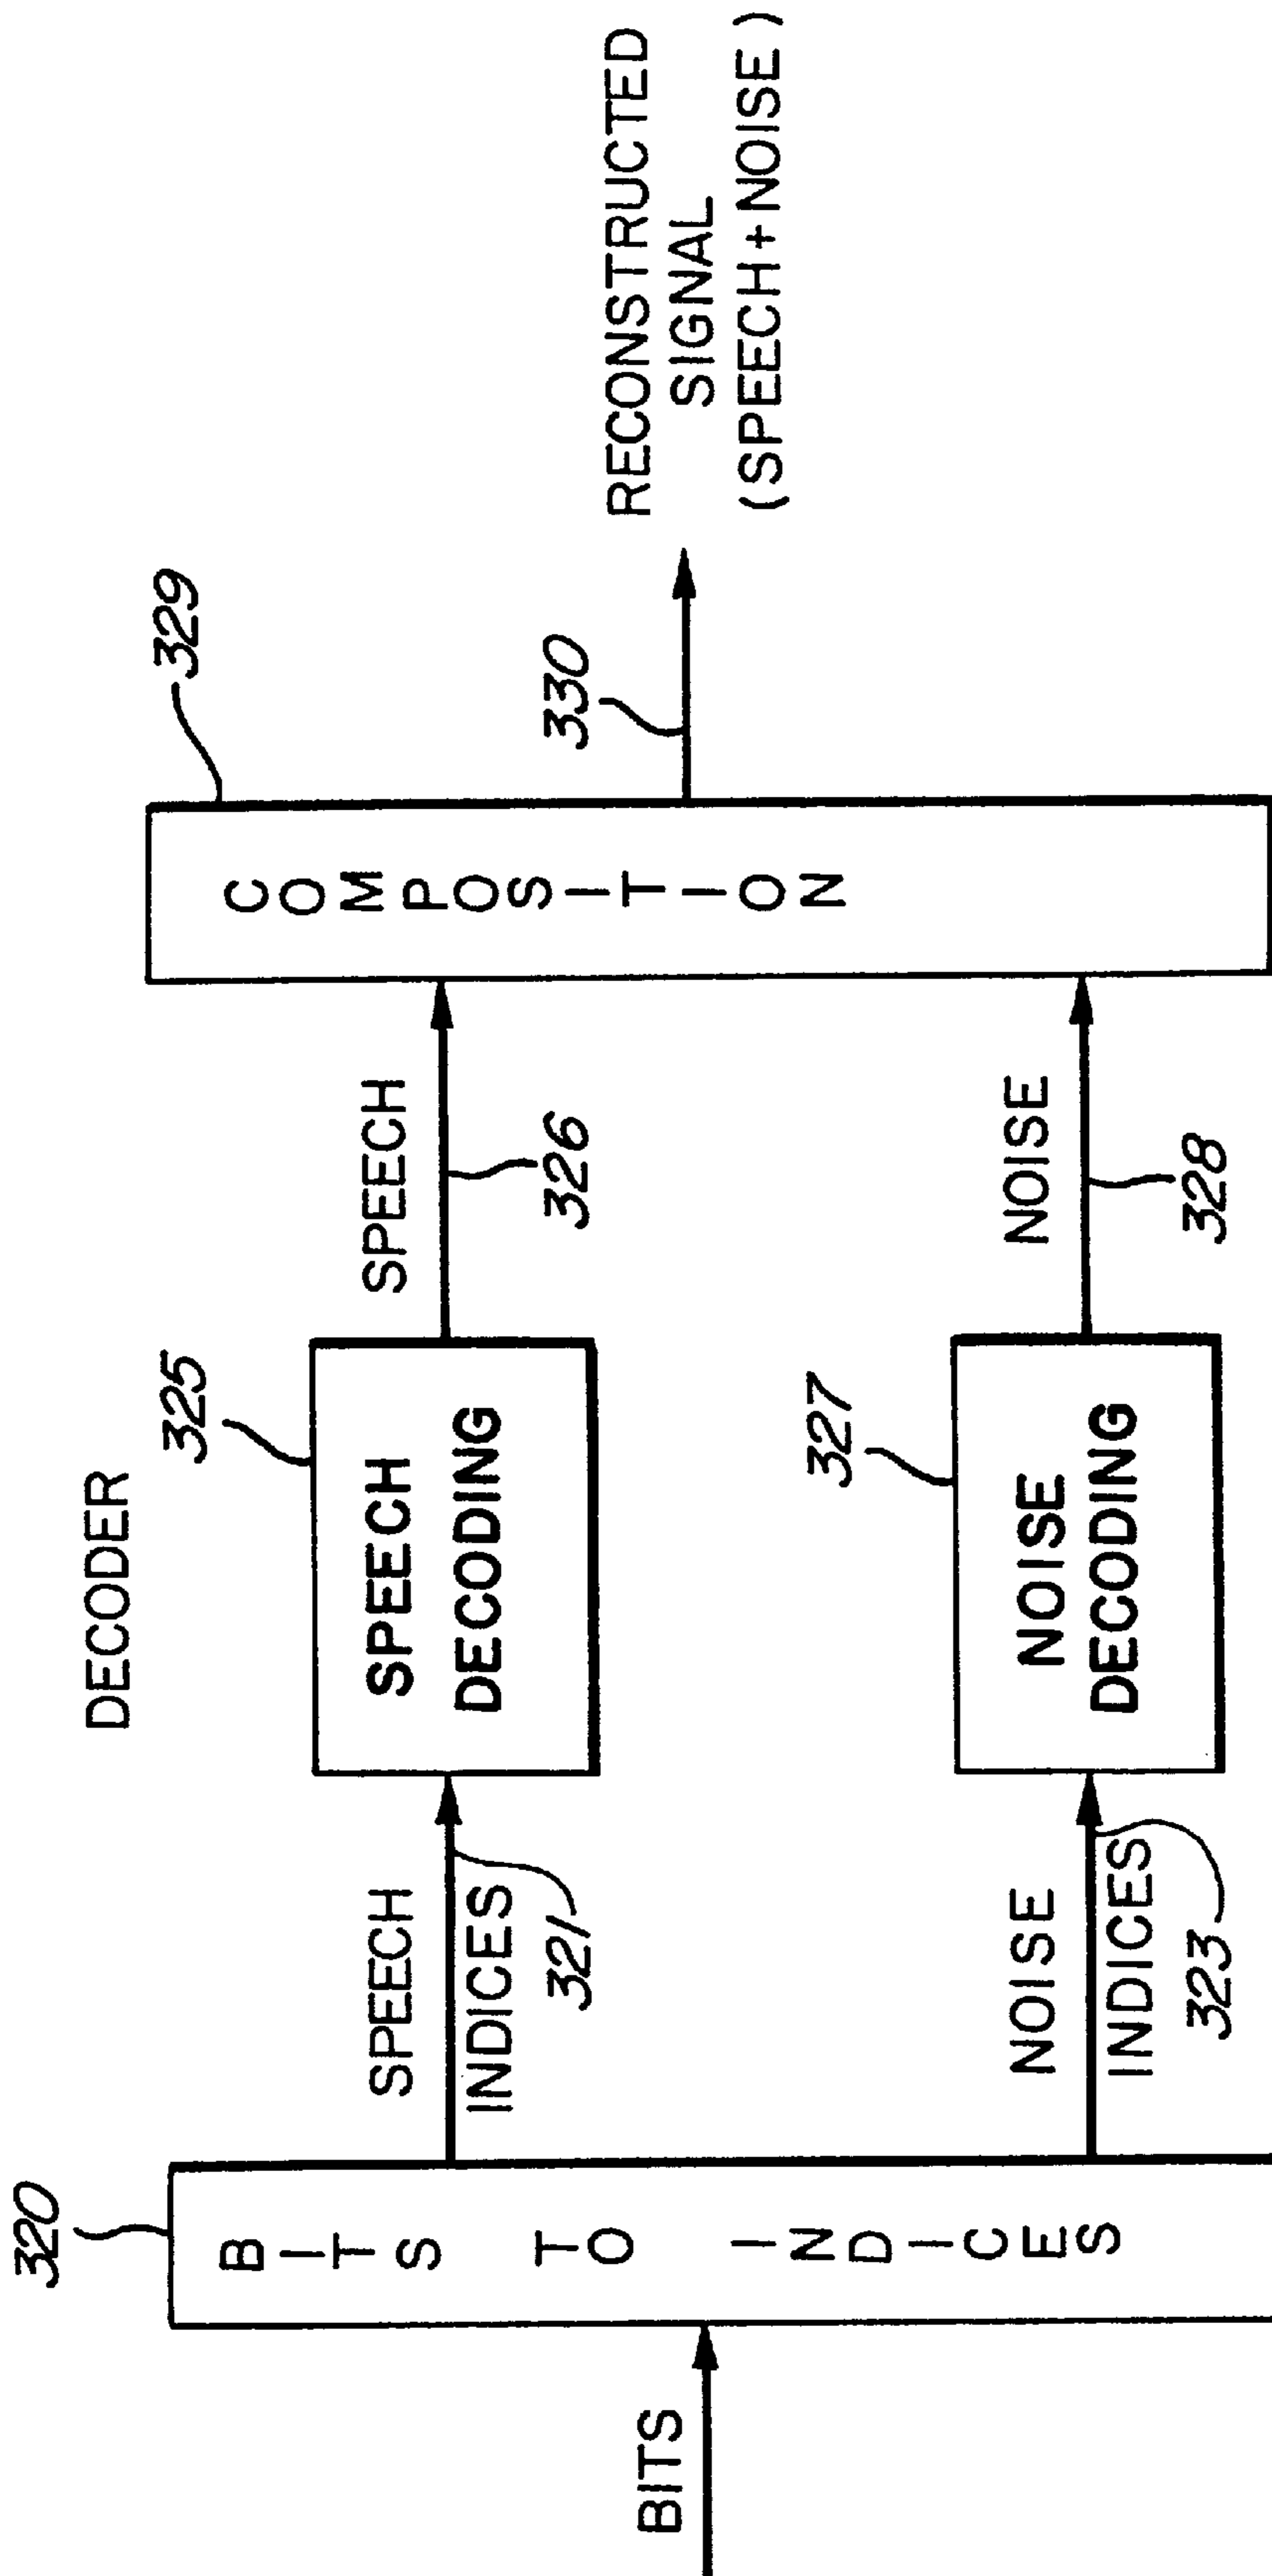 DECODER
BITS
320
BITS TO INDICES
SPEECH
INDICES
321
NOISE
INDICES
323
325
SPEECH
DECODING
327
NOISE
DECODING
SPEECH
326
NOISE
328
329
COMPOSITION
330
RECONSTRUCTED
SIGNAL
(SPEECH+NOISE)